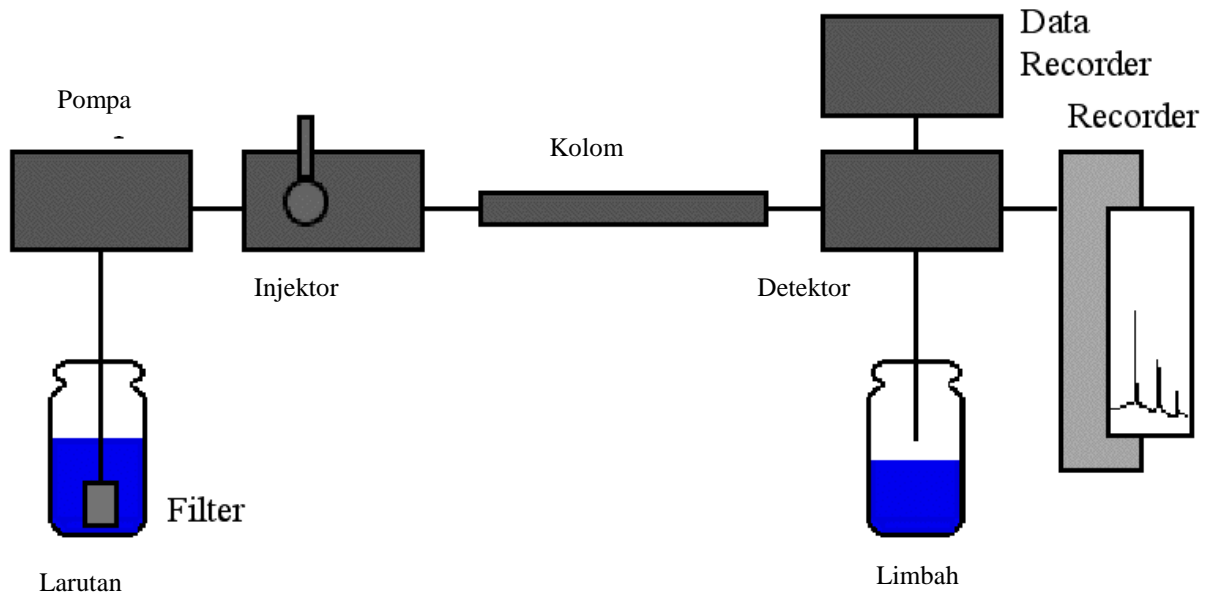 Data
Recorder
Pompa
Recorder
Kolom
Injektor
Detektor
Filter
Larutan
Limbah